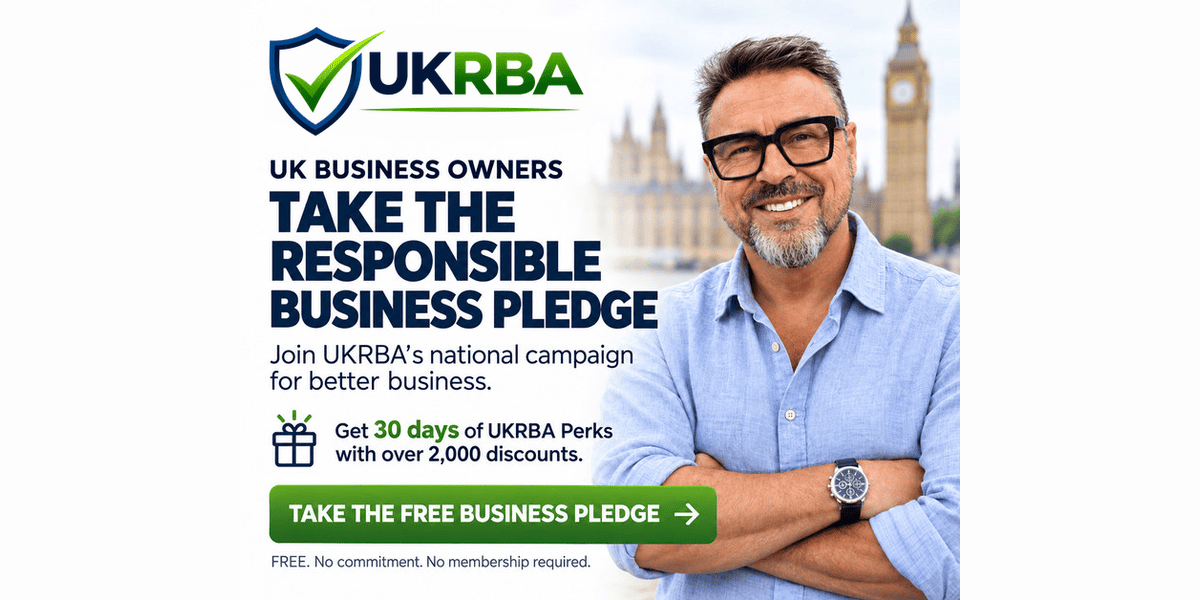 UKRBA
UK BUSINESS OWNERS
TAKE THE
RESPONSIBLE
BUSINESS PLEDGE
Join UKRBA's national campaign
for better business.
Get 30 days of UKRBA Perks
with over 2,000 discounts.
TAKE THE FREE BUSINESS PLEDGE →
FREE. No commitment. No membership required.